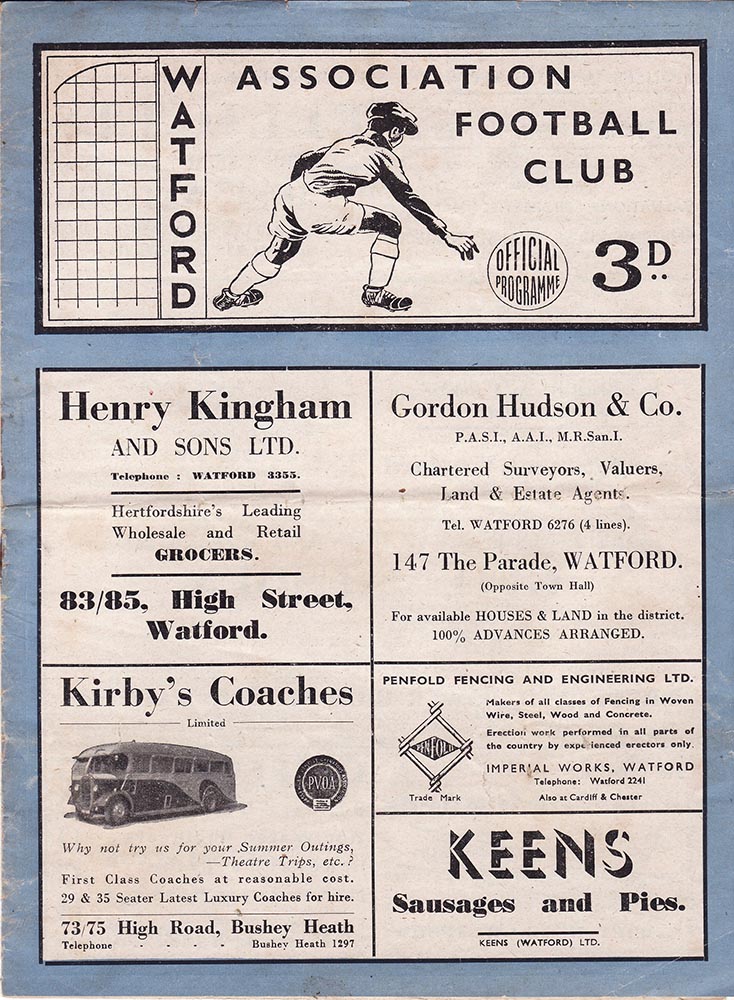 WATFORD
ASSOCIATION
FOOTBALL
CLUB
OFFICIAL
PROGRAMME
3D.
Henry Kingham
AND SONS LTD.
Telephone : WATFORD 3355.
Hertfordshire's Leading
Wholesale and Retail
GROCERS.
83/85, High Street,
Watford.
Gordon Hudson & Co.
P.A.S.I., A.A.I., M.R.San.I.
Chartered Surveyors, Valuers,
Land & Estate Agents.
Tel. WATFORD 6276 (4 lines).
147 The Parade, WATFORD.
(Opposite Town Hall)
For available HOUSES & LAND in the district.
100% ADVANCES ARRANGED.
Kirby's Coaches
Limited
P.V.O.A
Why not try us for your Summer Outings,
—Theatre Trips, etc.?
First Class Coaches at reasonable cost.
29 & 35 Seater Latest Luxury Coaches for hire.
73/75 High Road, Bushey Heath
Telephone - - - - Bushey Heath 1297
PENFOLD FENCING AND ENGINEERING LTD.
PENFOLD
Trade Mark
Makers of all classes of Fencing in Woven
Wire, Steel, Wood and Concrete.
Erection work performed in all parts of
the country by experienced erectors only.
IMPERIAL WORKS, WATFORD
Telephone: Watford 2241
Also at Cardiff & Chester
KEENS
Sausages and Pies.
KEENS (WATFORD) LTD.